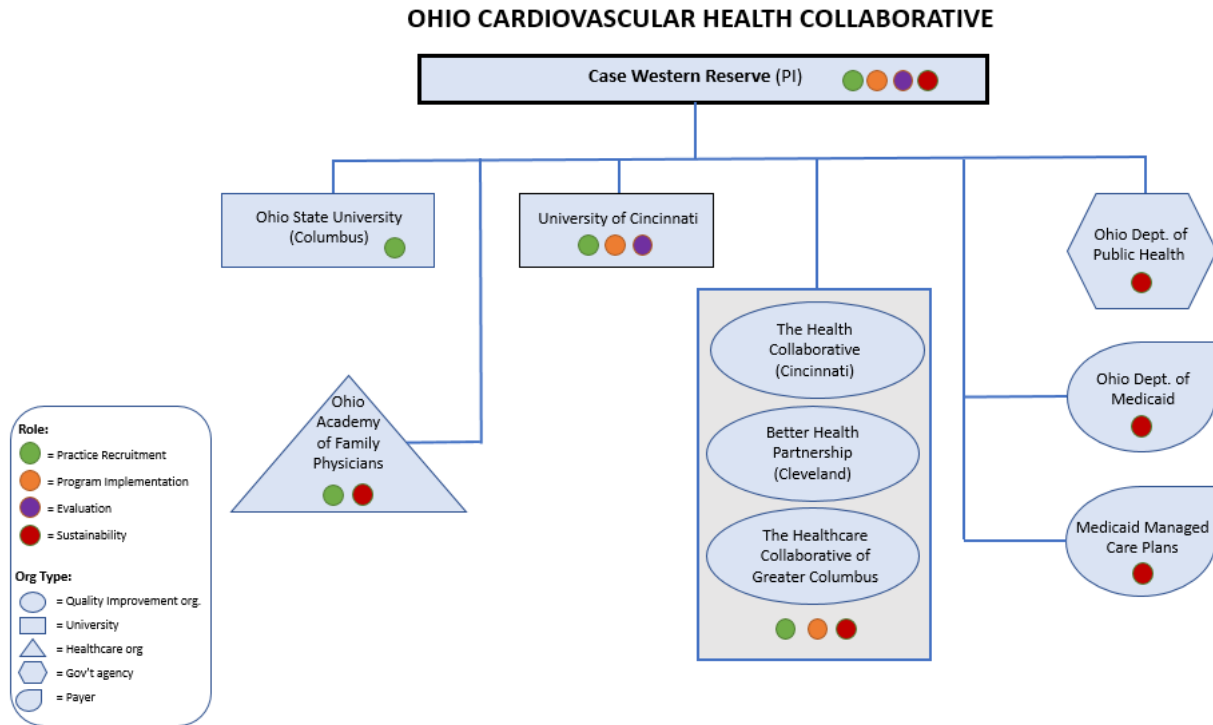 OHIO CARDIOVASCULAR HEALTH COLLABORATIVE
Case Western Reserve (PI)
Ohio State University
(Columbus)
University of Cincinnati
Ohio Dept. of
Public Health
The Health
Collaborative
(Cincinnati)
Ohio Dept. of
Medicaid
Ohio
Academy
of Family
Physicians
Better Health
Partnership
(Cleveland)
The Healthcare
Collaborative of
Greater Columbus
Medicaid Managed
Care Plans
Role:
= Practice Recruitment
= Program Implementation
= Evaluation
= Sustainability
Org Type:
= Quality Improvement org.
= University
= Healthcare org
= Gov't agency
= Payer